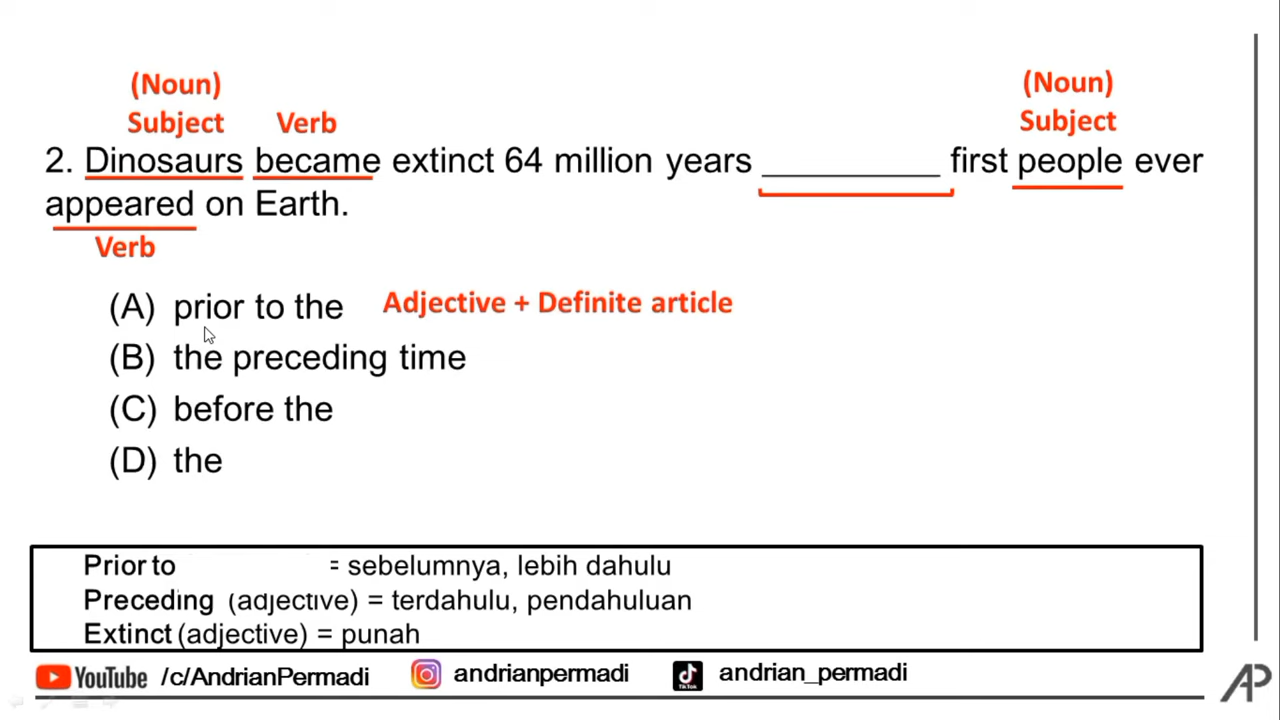 (Noun)
(Noun)
Subject
Verb
Subject
2. Dinosaurs became extinct 64 million years __________ first people ever
appeared on Earth.
Verb
(A) prior to the
Adjective + Definite article
(B) the preceding time
(C) before the
(D) the
Prior to = sebelumnya, lebih dahulu
Preceding (adjective) = terdahulu, pendahuluan
Extinct (adjective) = punah
YouTube /c/AndrianPermadi
andrianpermadi
TikTok
andrian_permadi
AP